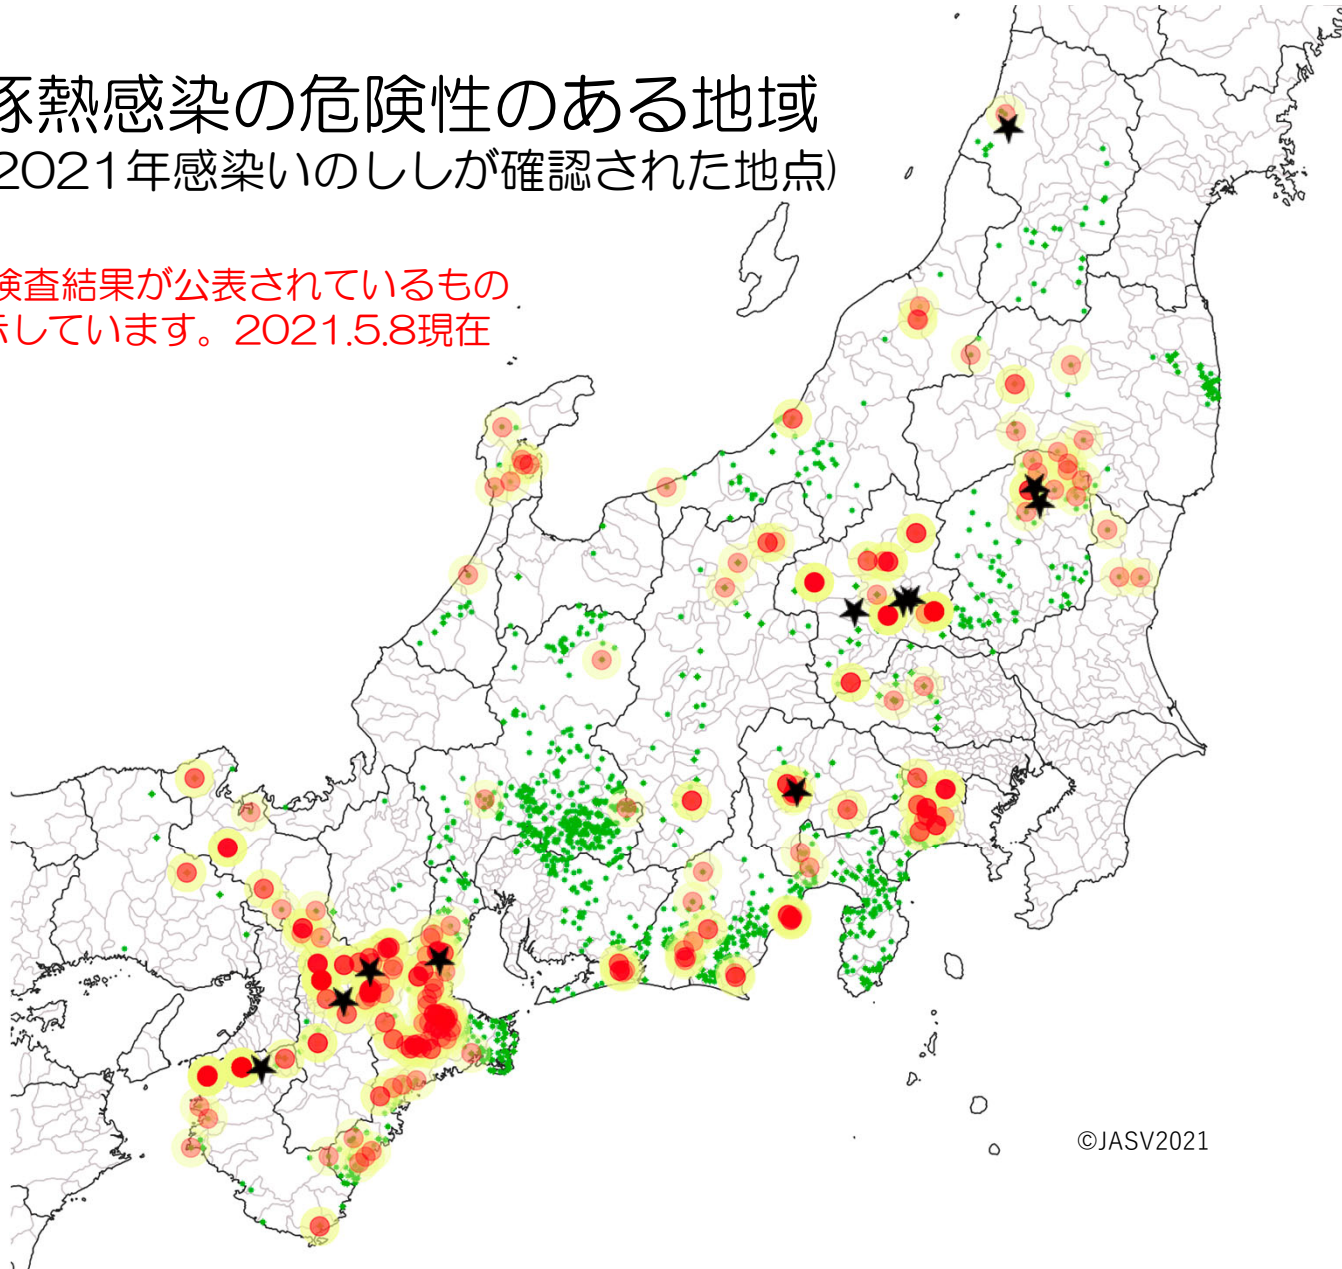 豚熱感染の危険性のある地域
2021年感染いのししが確認された地点)
検査結果が公表されているもの
示しています。2021.5.8現在
©JASV2021